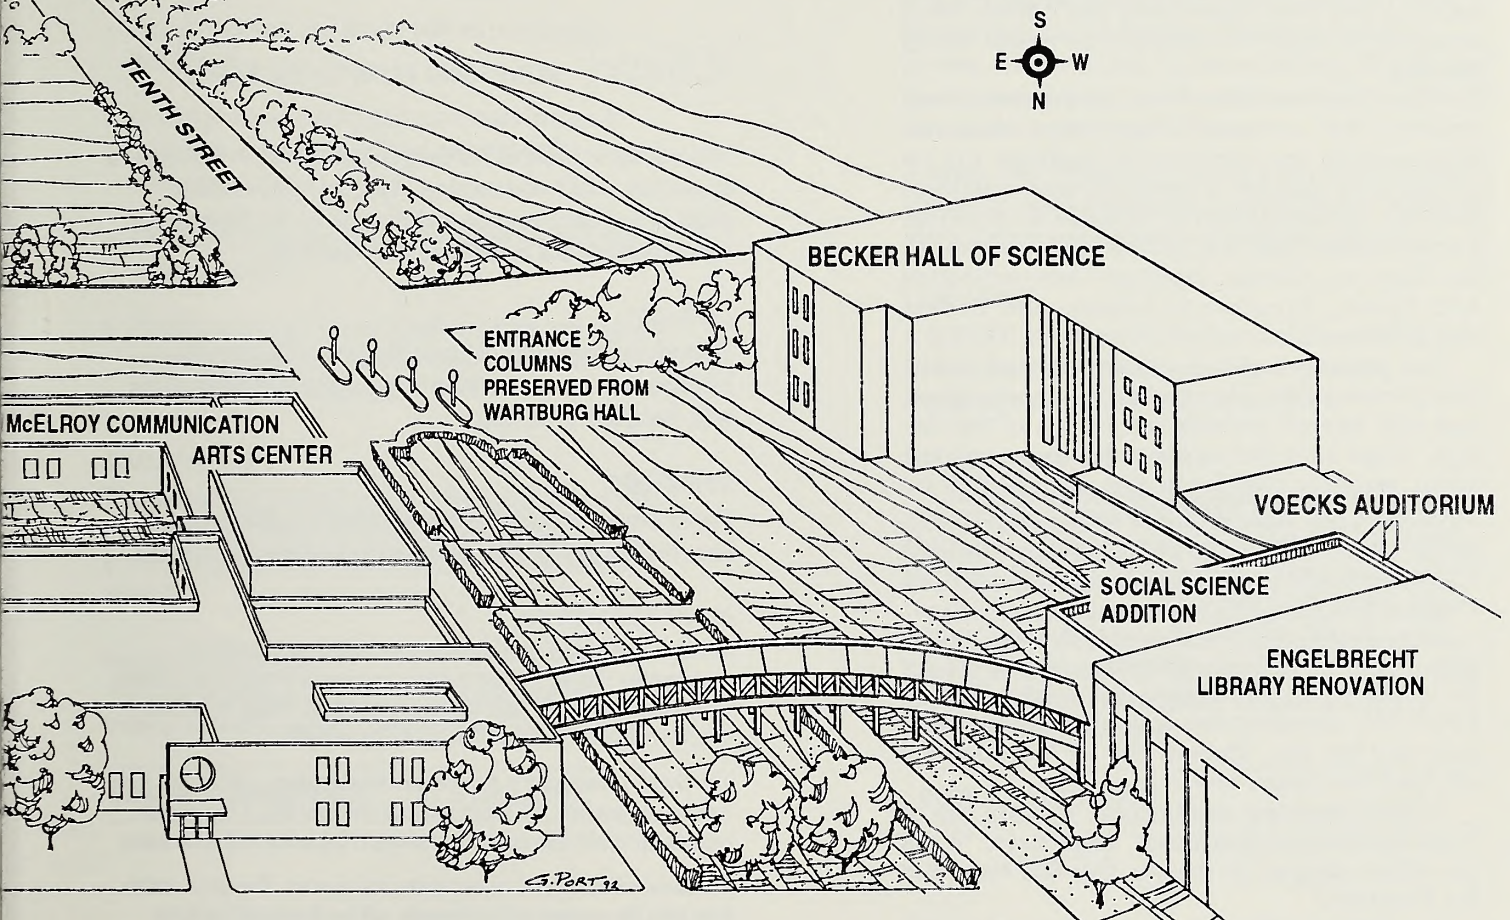 S
E W
N
TENTH STREET
BECKER HALL OF SCIENCE
ENTRANCE
COLUMNS
PRESERVED FROM
WARTBURG HALL
McELROY COMMUNICATION
ARTS CENTER
VOECKS AUDITORIUM
SOCIAL SCIENCE
ADDITION
ENGELBRECHT
LIBRARY RENOVATION
G. PORT 92